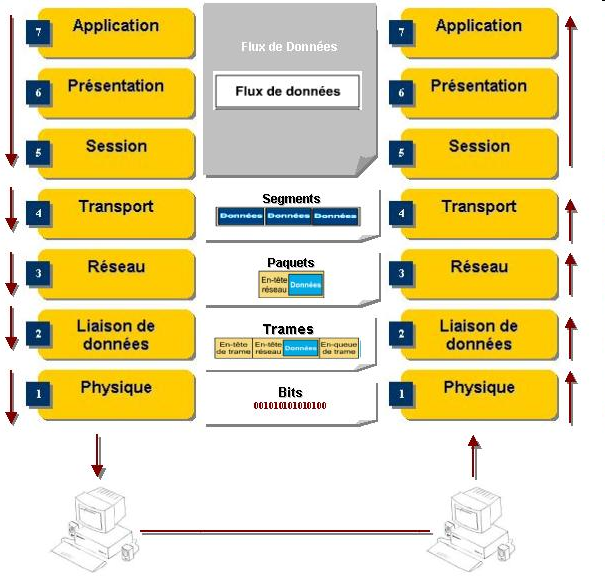 7 Application
Flux de Données
7 Application
6 Présentation
Flux de données
6 Présentation
5 Session
5 Session
4 Transport
Segments
Données Données Données
4 Transport
3 Réseau
Paquets
En-tête
réseau
Données
3 Réseau
2 Liaison de
données
Trames
En-tête
de trame
En-tête
réseau
Données
En-queue
de trame
2 Liaison de
données
1 Physique
Bits
001010101010100
1 Physique